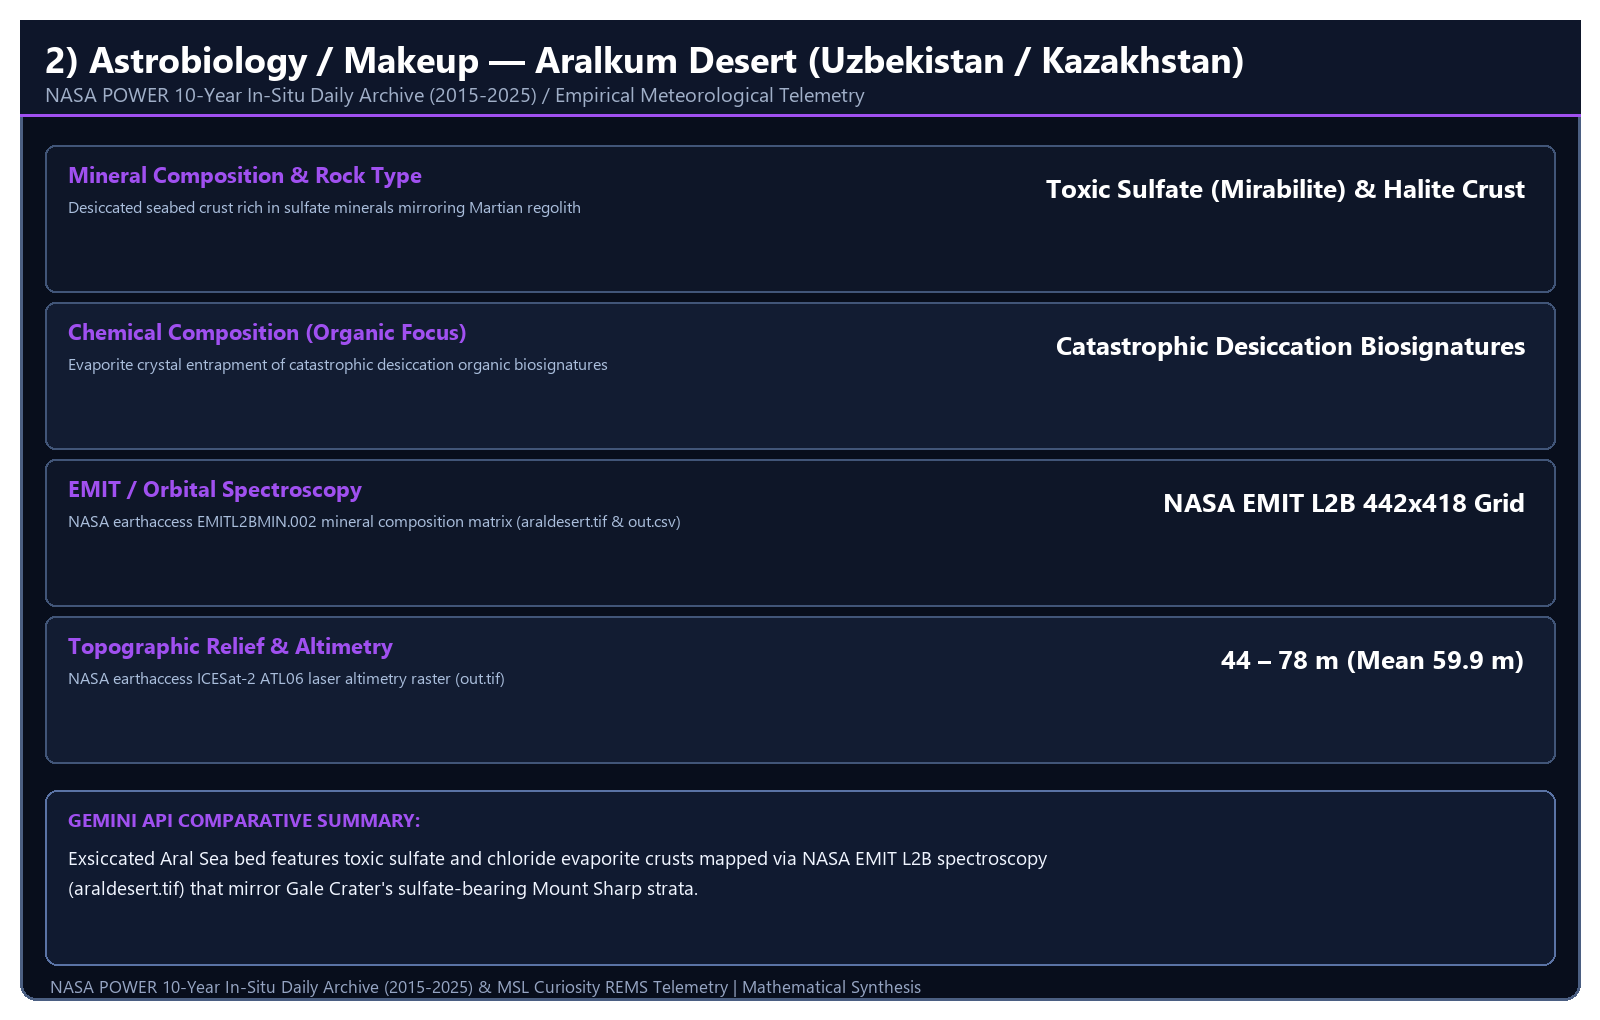 2) Astrobiology / Makeup — Aralkum Desert (Uzbekistan / Kazakhstan)
NASA POWER 10-Year In-Situ Daily Archive (2015-2025) / Empirical Meteorological Telemetry
Mineral Composition & Rock Type
Toxic Sulfate (Mirabilite) & Halite Crust
Desiccated seabed crust rich in sulfate minerals mirroring Martian regolith
Chemical Composition (Organic Focus)
Catastrophic Desiccation Biosignatures
Evaporite crystal entrapment of catastrophic desiccation organic biosignatures
EMIT / Orbital Spectroscopy
NASA EMIT L2B 442x418 Grid
NASA earthaccess EMITL2BMIN.002 mineral composition matrix (araldesert.tif & out.csv)
Topographic Relief & Altimetry
44 – 78 m (Mean 59.9 m)
NASA earthaccess ICESat-2 ATL06 laser altimetry raster (out.tif)
GEMINI API COMPARATIVE SUMMARY:
Exsiccated Aral Sea bed features toxic sulfate and chloride evaporite crusts mapped via NASA EMIT L2B spectroscopy
(araldesert.tif) that mirror Gale Crater's sulfate-bearing Mount Sharp strata.
NASA POWER 10-Year In-Situ Daily Archive (2015-2025) & MSL Curiosity REMS Telemetry | Mathematical Synthesis